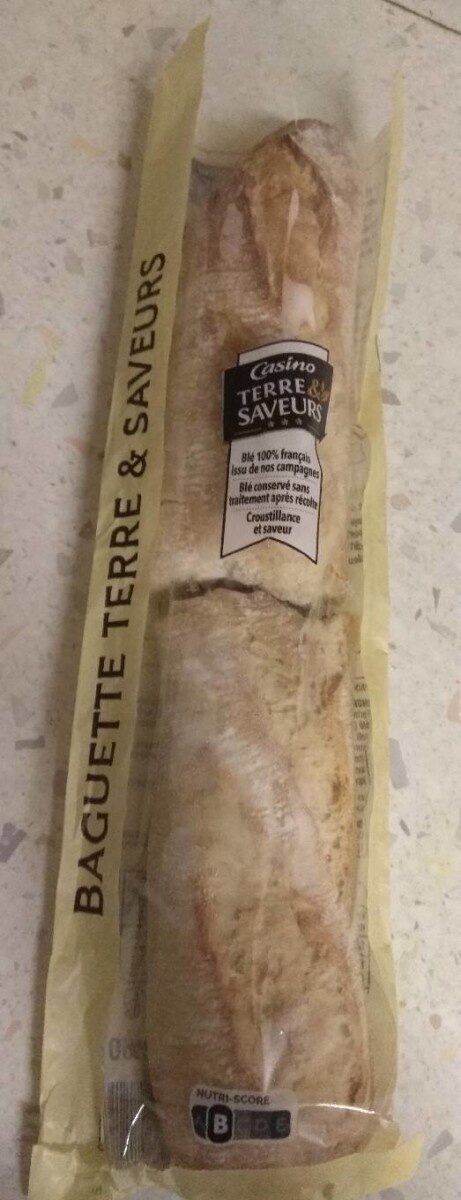 BAGUETTE TERRE & SAVEURS
Casino
TERRE &
SAVEURS
Blé 100% français
issu de nos campagnes
Blé conservé sans
traitement après récolte
Croustillance
et saveur
NUTRI-SCORE
B C D E